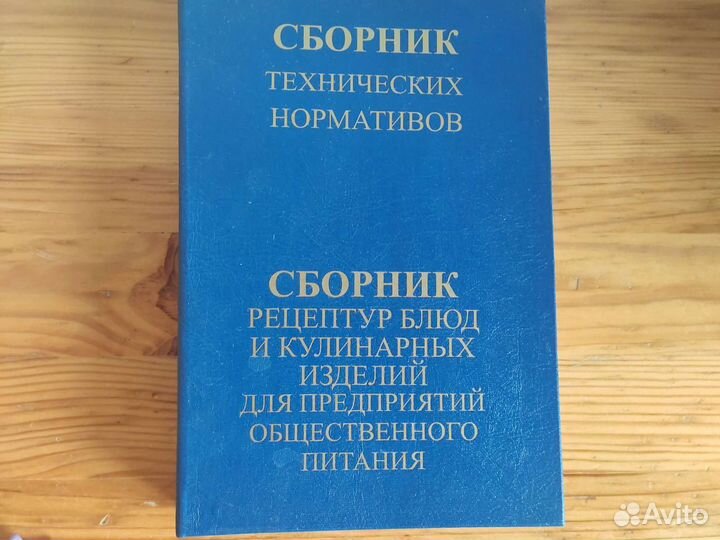 СБОРНИК
ТЕХНИЧЕСКИХ
НОРМАТИВОВ
СБОРНИК
РЕЦЕПТУР БЛЮД
И КУЛИНАРНЫХ
ИЗДЕЛИЙ
ДЛЯ ПРЕДПРИЯТИЙ
ОБЩЕСТВЕННОГО
ПИТАНИЯ
Avito